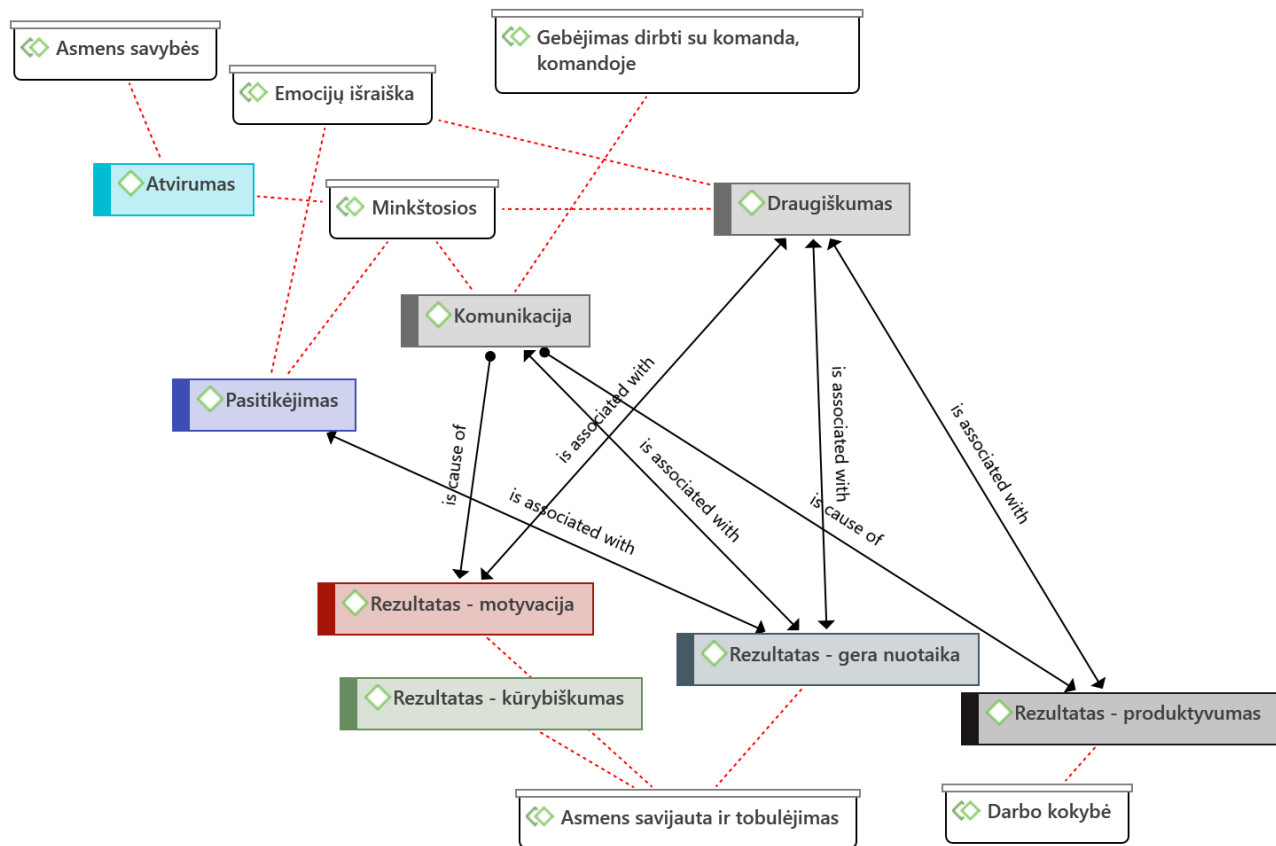 Asmens savybės
Gebėjimas dirbti su komanda,
komandoje
Emocijų išraiška
Atvirumas
Minkštosios
Draugiškumas
Komunikacija
Pasitikėjimas
is associated with
is associated with
is associated with
is cause of
is associated with
is associated with
is cause of
Rezultatas - motyvacija
Rezultatas - gera nuotaika
Rezultatas - kūrybiškumas
Rezultatas - produktyvumas
Asmens savijauta ir tobulėjimas
Darbo kokybė